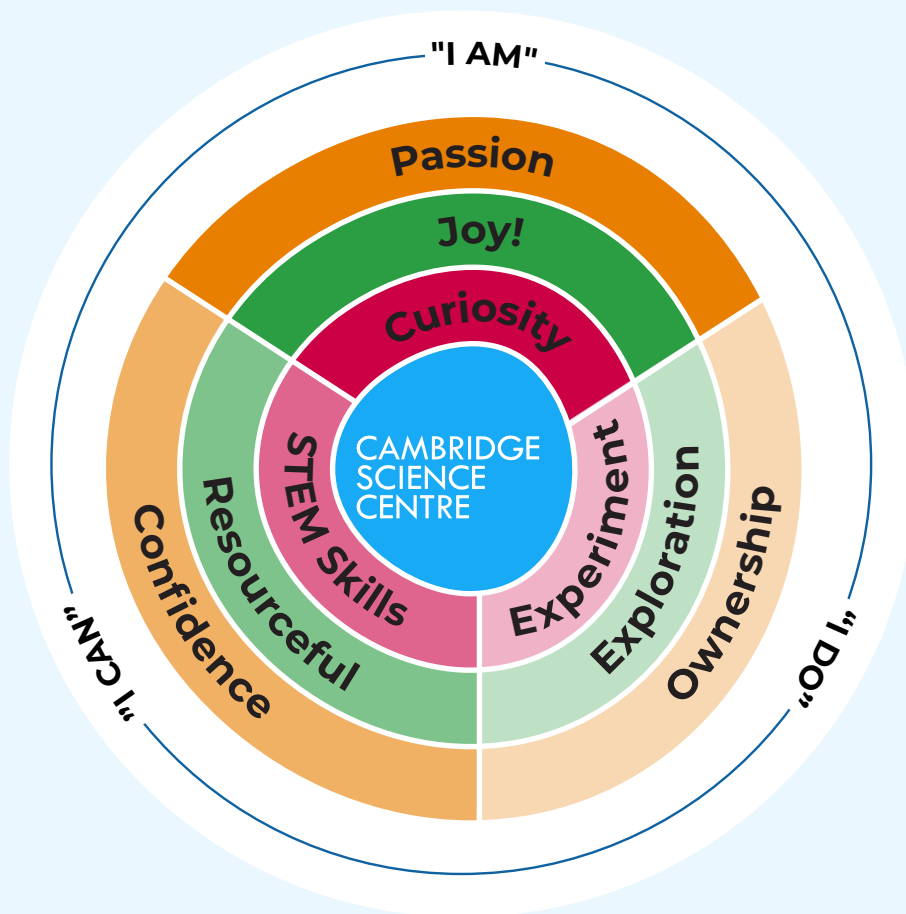 "I AM"
Passion
Joy!
Curiosity
CAMBRIDGE
SCIENCE
CENTRE
STEM Skills
Resourceful
Confidence
"I CAN"
Experiment
Exploration
Ownership
"I DO"